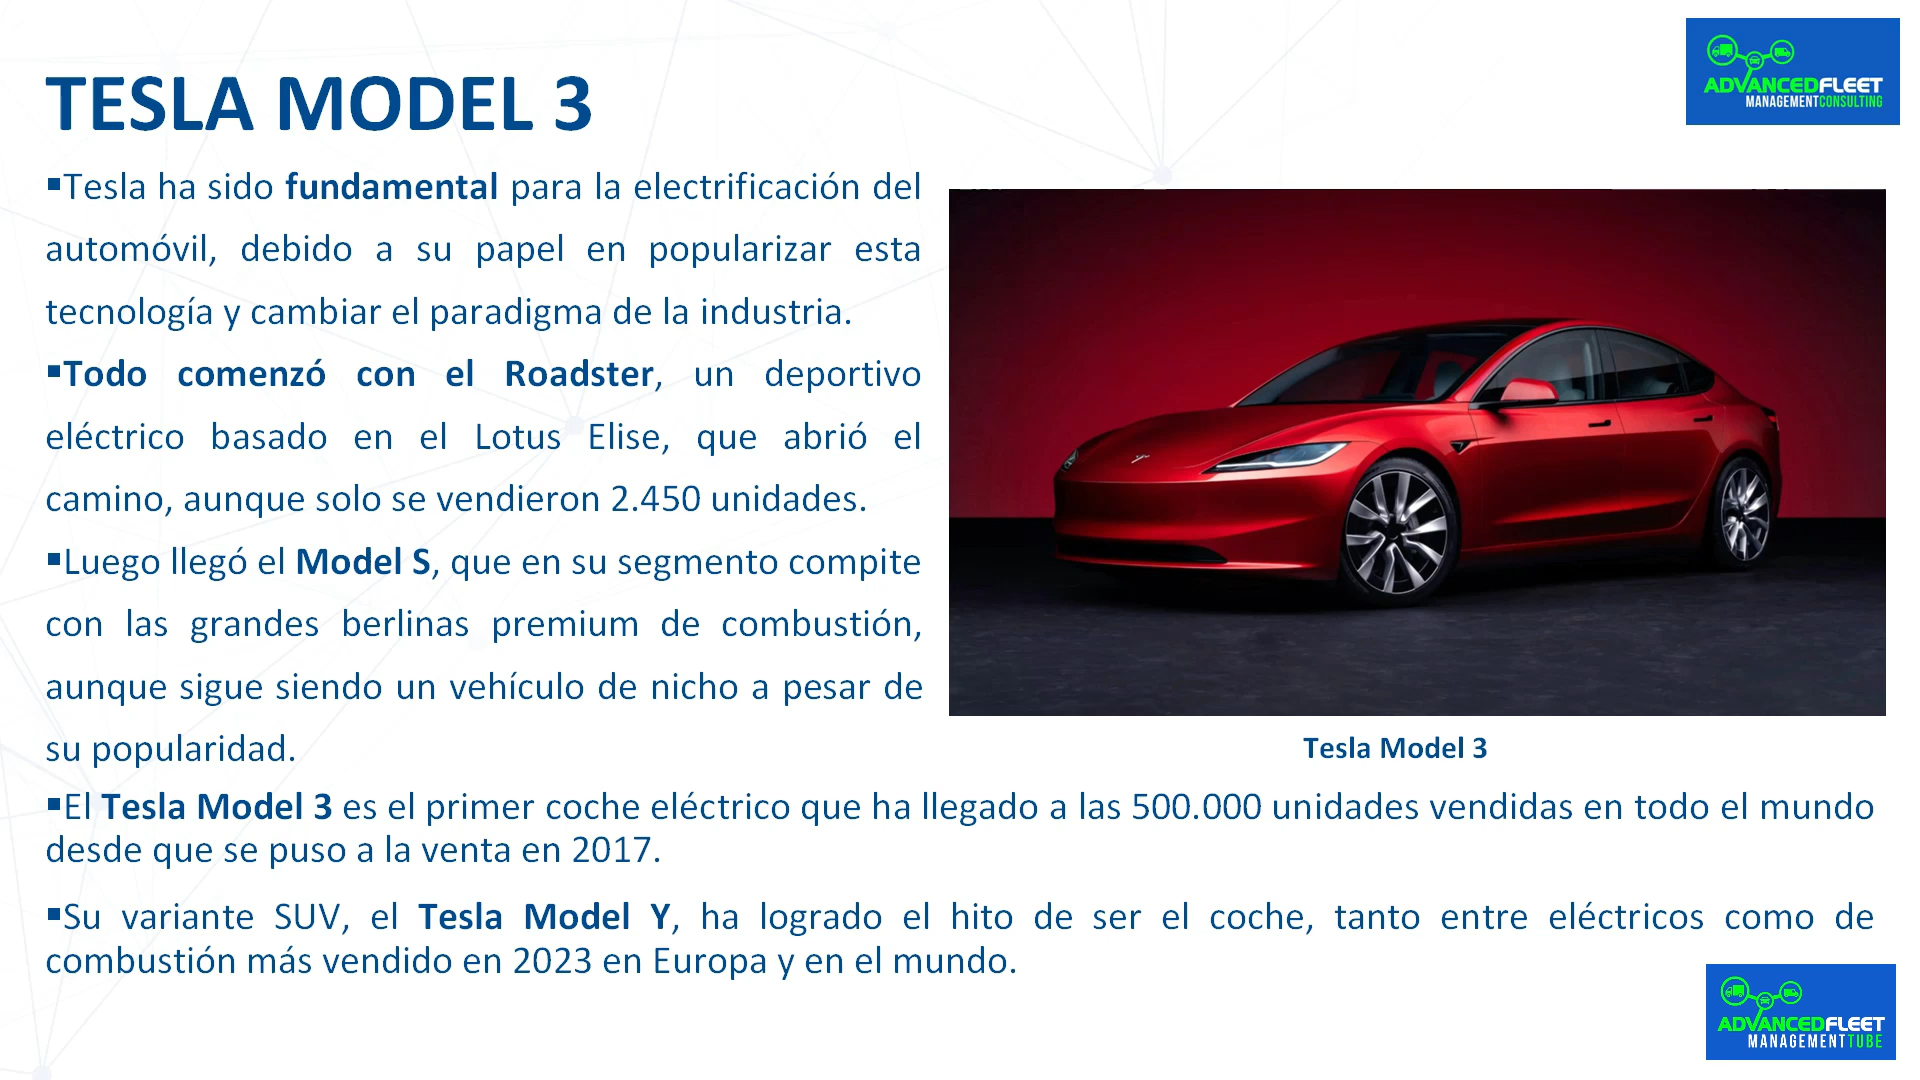 TESLA MODEL 3
ADVANCEDFLEET
MANAGEMENTCONSULTING
▪Tesla ha sido fundamental para la electrificación del
automóvil, debido a su papel en popularizar esta
tecnología y cambiar el paradigma de la industria.
▪Todo comenzó con el Roadster, un deportivo
eléctrico basado en el Lotus Elise, que abrió el
camino, aunque solo se vendieron 2.450 unidades.
▪Luego llegó el Model S, que en su segmento compite
con las grandes berlinas premium de combustión,
aunque sigue siendo un vehículo de nicho a pesar de
su popularidad.
Tesla Model 3
▪El Tesla Model 3 es el primer coche eléctrico que ha llegado a las 500.000 unidades vendidas en todo el mundo
desde que se puso a la venta en 2017.
▪Su variante SUV, el Tesla Model Y, ha logrado el hito de ser el coche, tanto entre eléctricos como de
combustión más vendido en 2023 en Europa y en el mundo.
ADVANCEDFLEET
MANAGEMENTTUBE